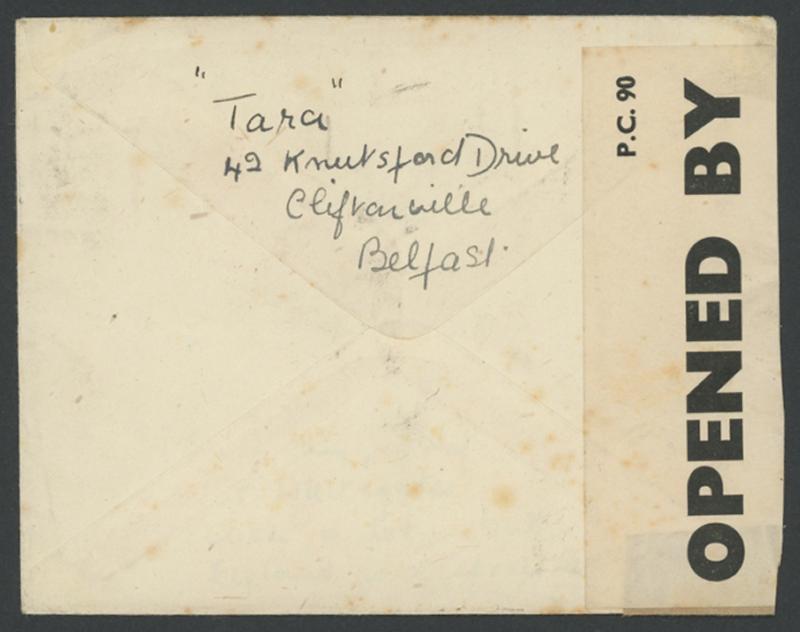 "Tara"
42 Knutsford Drive
Cliftonville
Belfast.
P.C. 90
OPENED BY